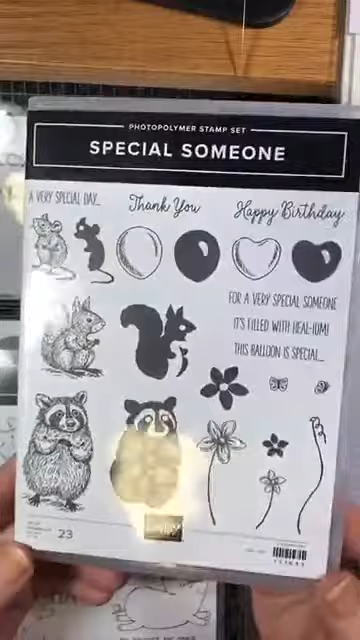 PHOTOPOLYMER STAMP SET
SPECIAL SOMEONE
A VERY SPECIAL DAY...
Thank You
Happy Birthday
FOR A VERY SPECIAL SOMEONE
IT'S FILLED WITH HEAL-IUM!
THIS BALLOON IS SPECIAL...
23